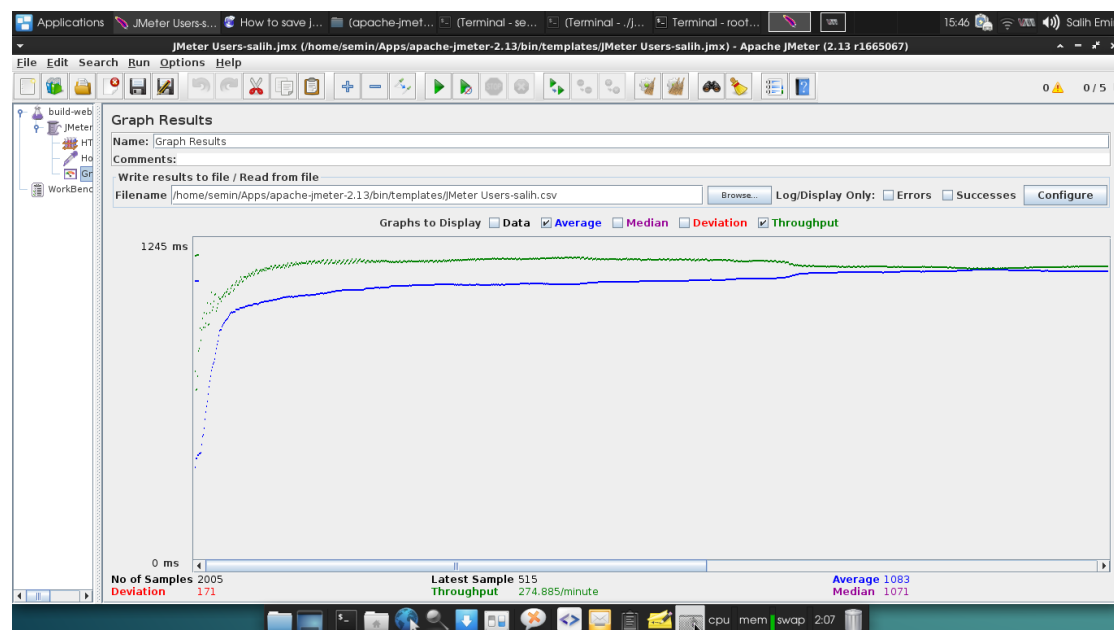 Applications JMeter Users-s... How to save j... (apache-jmet... (Terminal - se... (Terminal - ./j... Terminal - root... 15:46 Salih Emi
JMeter Users-salih.jmx (/home/semin/Apps/apache-jmeter-2.13/bin/templates/JMeter Users-salih.jmx) - Apache JMeter (2.13 r1665067)
File Edit Search Run Options Help
0 0 / 5
build-web
JMeter
HT
Ho
Gr
WorkBenc
Graph Results
Name: Graph Results
Comments:
Write results to file / Read from file
Filename /home/semin/Apps/apache-jmeter-2.13/bin/templates/JMeter Users-salih.csv Browse... Log/Display Only: Errors Successes Configure
Graphs to Display Data Average Median Deviation Throughput
1245 ms
0 ms
No of Samples 2005 Latest Sample 515 Average 1083
Deviation 171 Throughput 274.885/minute Median 1071
cpu mem swap 2:07